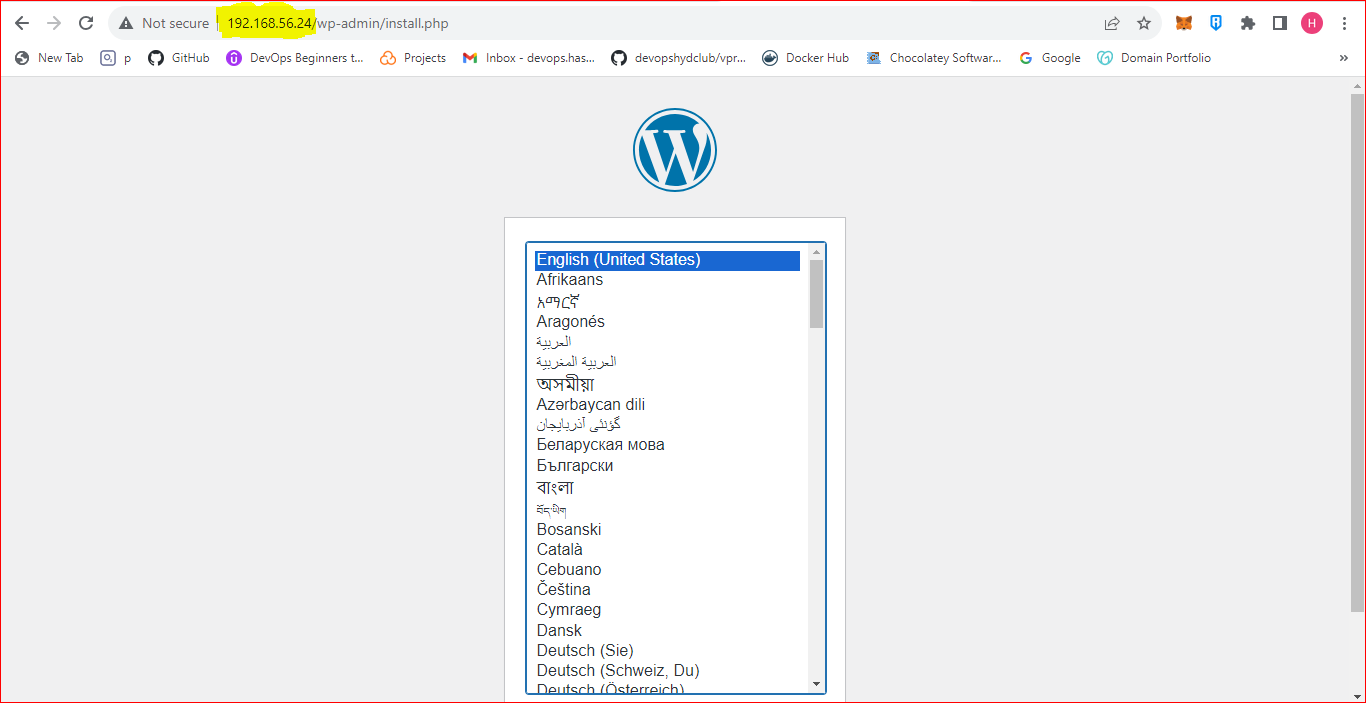 Not secure 192.168.56.24/wp-admin/install.php
H
New Tab p GitHub DevOps Beginners t... Projects Inbox - devops.has... devopshydclub/vpr... Docker Hub Chocolatey Softwar... Google Domain Portfolio »
W
English (United States)
Afrikaans
አማርኛ
Aragonés
العربية
العربية المغربية
অসমীয়া
Azərbaycan dili
گؤنئی آذربایجان
Беларуская мова
Български
বাংলা
བོད་ཡིག
Bosanski
Català
Cebuano
Čeština
Cymraeg
Dansk
Deutsch (Sie)
Deutsch (Schweiz, Du)
Deutsch (Österreich)